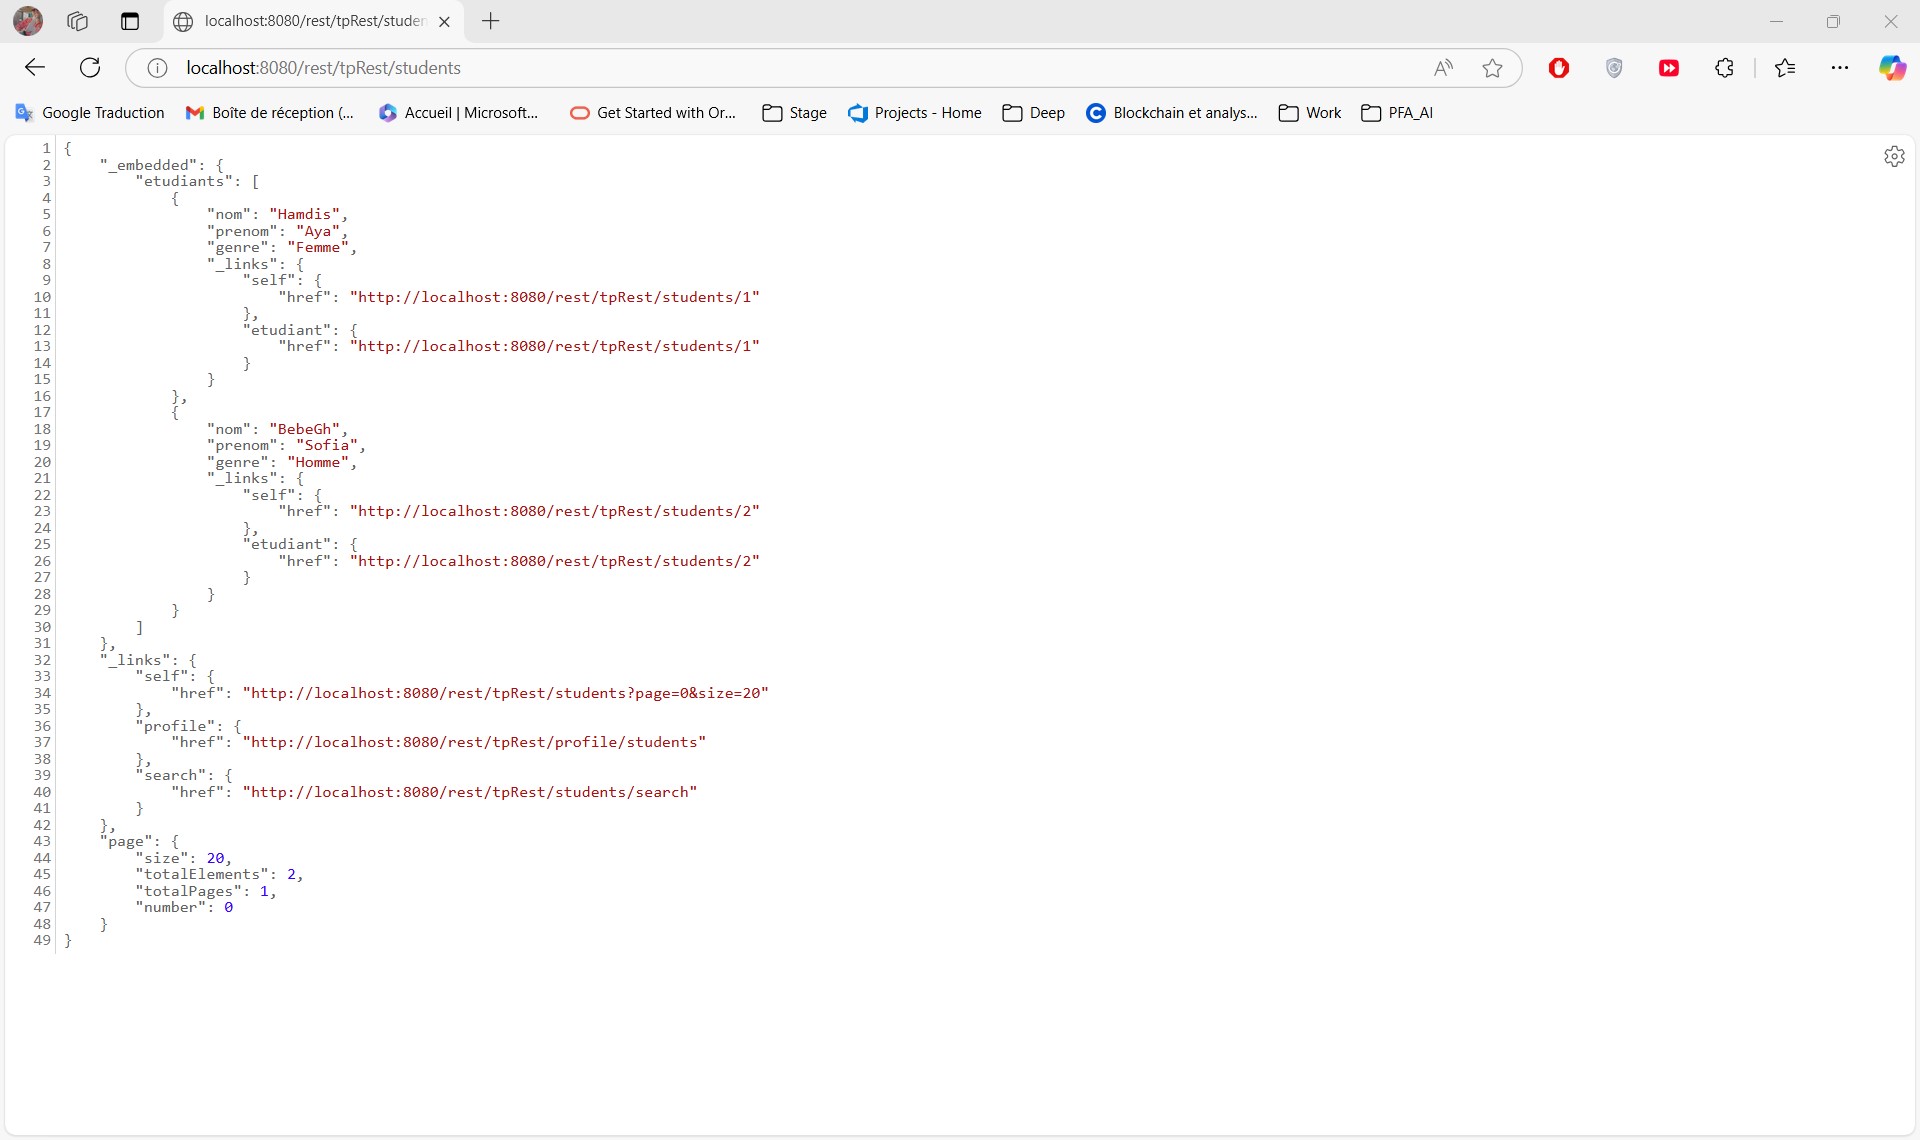 localhost:8080/rest/tpRest/studen
localhost:8080/rest/tpRest/students
Google Traduction Boîte de réception (... Accueil | Microsoft... Get Started with Or... Stage Projects - Home Deep Blockchain et analys... Work PFA_AI
1 {
2     "_embedded": {
3         "etudiants": [
4             {
5                 "nom": "Hamdis",
6                 "prenom": "Aya",
7                 "genre": "Femme",
8                 "_links": {
9                     "self": {
10                         "href": "http://localhost:8080/rest/tpRest/students/1"
11                     },
12                     "etudiant": {
13                         "href": "http://localhost:8080/rest/tpRest/students/1"
14                     }
15                 }
16             },
17             {
18                 "nom": "BebeGh",
19                 "prenom": "Sofia",
20                 "genre": "Homme",
21                 "_links": {
22                     "self": {
23                         "href": "http://localhost:8080/rest/tpRest/students/2"
24                     },
25                     "etudiant": {
26                         "href": "http://localhost:8080/rest/tpRest/students/2"
27                     }
28                 }
29             }
30         ]
31     },
32     "_links": {
33         "self": {
34             "href": "http://localhost:8080/rest/tpRest/students?page=0&size=20"
35         },
36         "profile": {
37             "href": "http://localhost:8080/rest/tpRest/profile/students"
38         },
39         "search": {
40             "href": "http://localhost:8080/rest/tpRest/students/search"
41         }
42     },
43     "page": {
44         "size": 20,
45         "totalElements": 2,
46         "totalPages": 1,
47         "number": 0
48     }
49 }